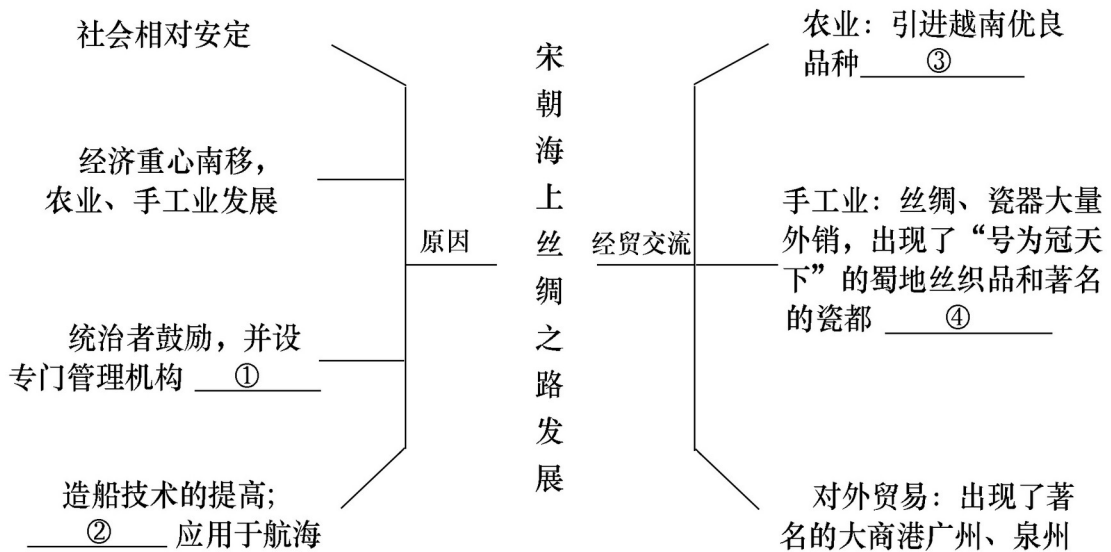 社会相对安定
经济重心南移，
农业、手工业发展
统治者鼓励，并设
专门管理机构 ①
造船技术的提高；
② 应用于航海
原因
宋朝海上丝绸之路发展
经贸交流
农业：引进越南优良
品种③
手工业：丝绸、瓷器大量
外销，出现了“号为冠天
下”的蜀地丝织品和著名
的瓷都 ④
对外贸易：出现了著
名的大商港广州、泉州